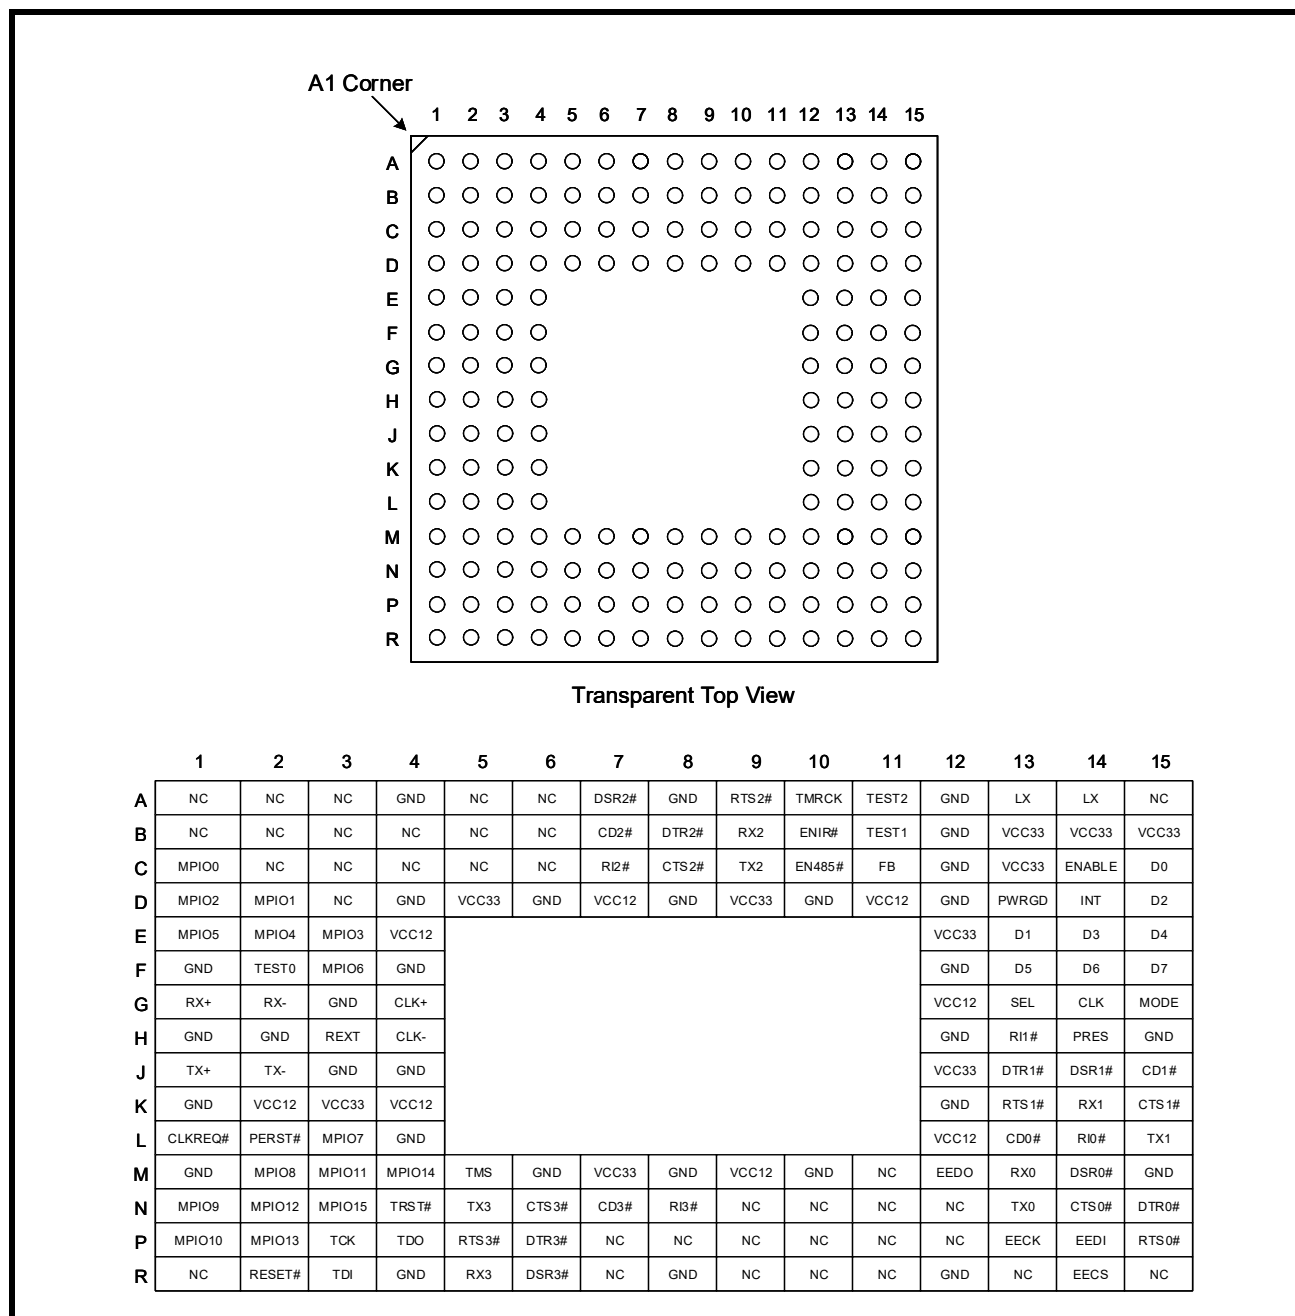 A1 Corner
1 2 3 4 5 6 7 8 9 10 11 12 13 14 15
A
B
C
D
E
F
G
H
J
K
L
M
N
P
R
Transparent Top View
1 2 3 4 5 6 7 8 9 10 11 12 13 14 15
A NC NC NC GND NC NC DSR2# GND RTS2# TMRCK TEST2 GND LX LX NC
B NC NC NC NC NC NC CD2# DTR2# RX2 ENIR# TEST1 GND VCC33 VCC33 VCC33
C MPIO0 NC NC NC NC NC RI2# CTS2# TX2 EN485# FB GND VCC33 ENABLE D0
D MPIO2 MPIO1 NC GND VCC33 GND VCC12 GND VCC33 GND VCC12 GND PWRGD INT D2
E MPIO5 MPIO4 MPIO3 VCC12 VCC33 D1 D3 D4
F GND TEST0 MPIO6 GND GND D5 D6 D7
G RX+ RX- GND CLK+ VCC12 SEL CLK MODE
H GND GND REXT CLK- GND RI1# PRES GND
J TX+ TX- GND GND VCC33 DTR1# DSR1# CD1#
K GND VCC12 VCC33 VCC12 GND RTS1# RX1 CTS1#
L CLKREQ# PERST# MPIO7 GND VCC12 CD0# RI0# TX1
M GND MPIO8 MPIO11 MPIO14 TMS GND VCC33 GND VCC12 GND NC EEDO RX0 DSR0# GND
N MPIO9 MPIO12 MPIO15 TRST# TX3 CTS3# CD3# RI3# NC NC NC NC TX0 CTS0# DTR0#
P MPIO10 MPIO13 TCK TDO RTS3# DTR3# NC NC NC NC NC NC EECK EEDI RTS0#
R NC RESET# TDI GND RX3 DSR3# NC GND NC NC NC GND NC EECS NC